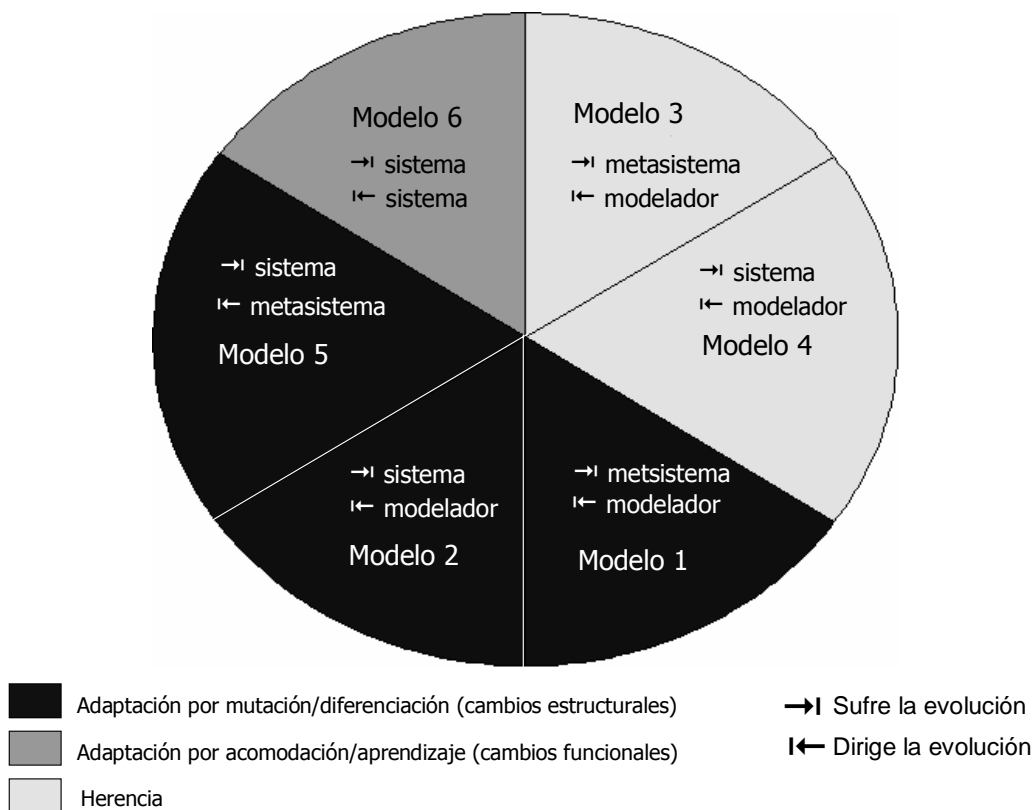 Modelo 6
→ı sistema
ı← sistema
Modelo 3
→ı metasistema
ı← modelador
→ı sistema
ı← metasistema
Modelo 5
→ı sistema
ı← modelador
Modelo 4
→ı sistema
ı← modelador
Modelo 2
→ı metsistema
ı← modelador
Modelo 1
Adaptación por mutación/diferenciación (cambios estructurales)
Adaptación por acomodación/aprendizaje (cambios funcionales)
Herencia
→ı Sufre la evolución
ı← Dirige la evolución